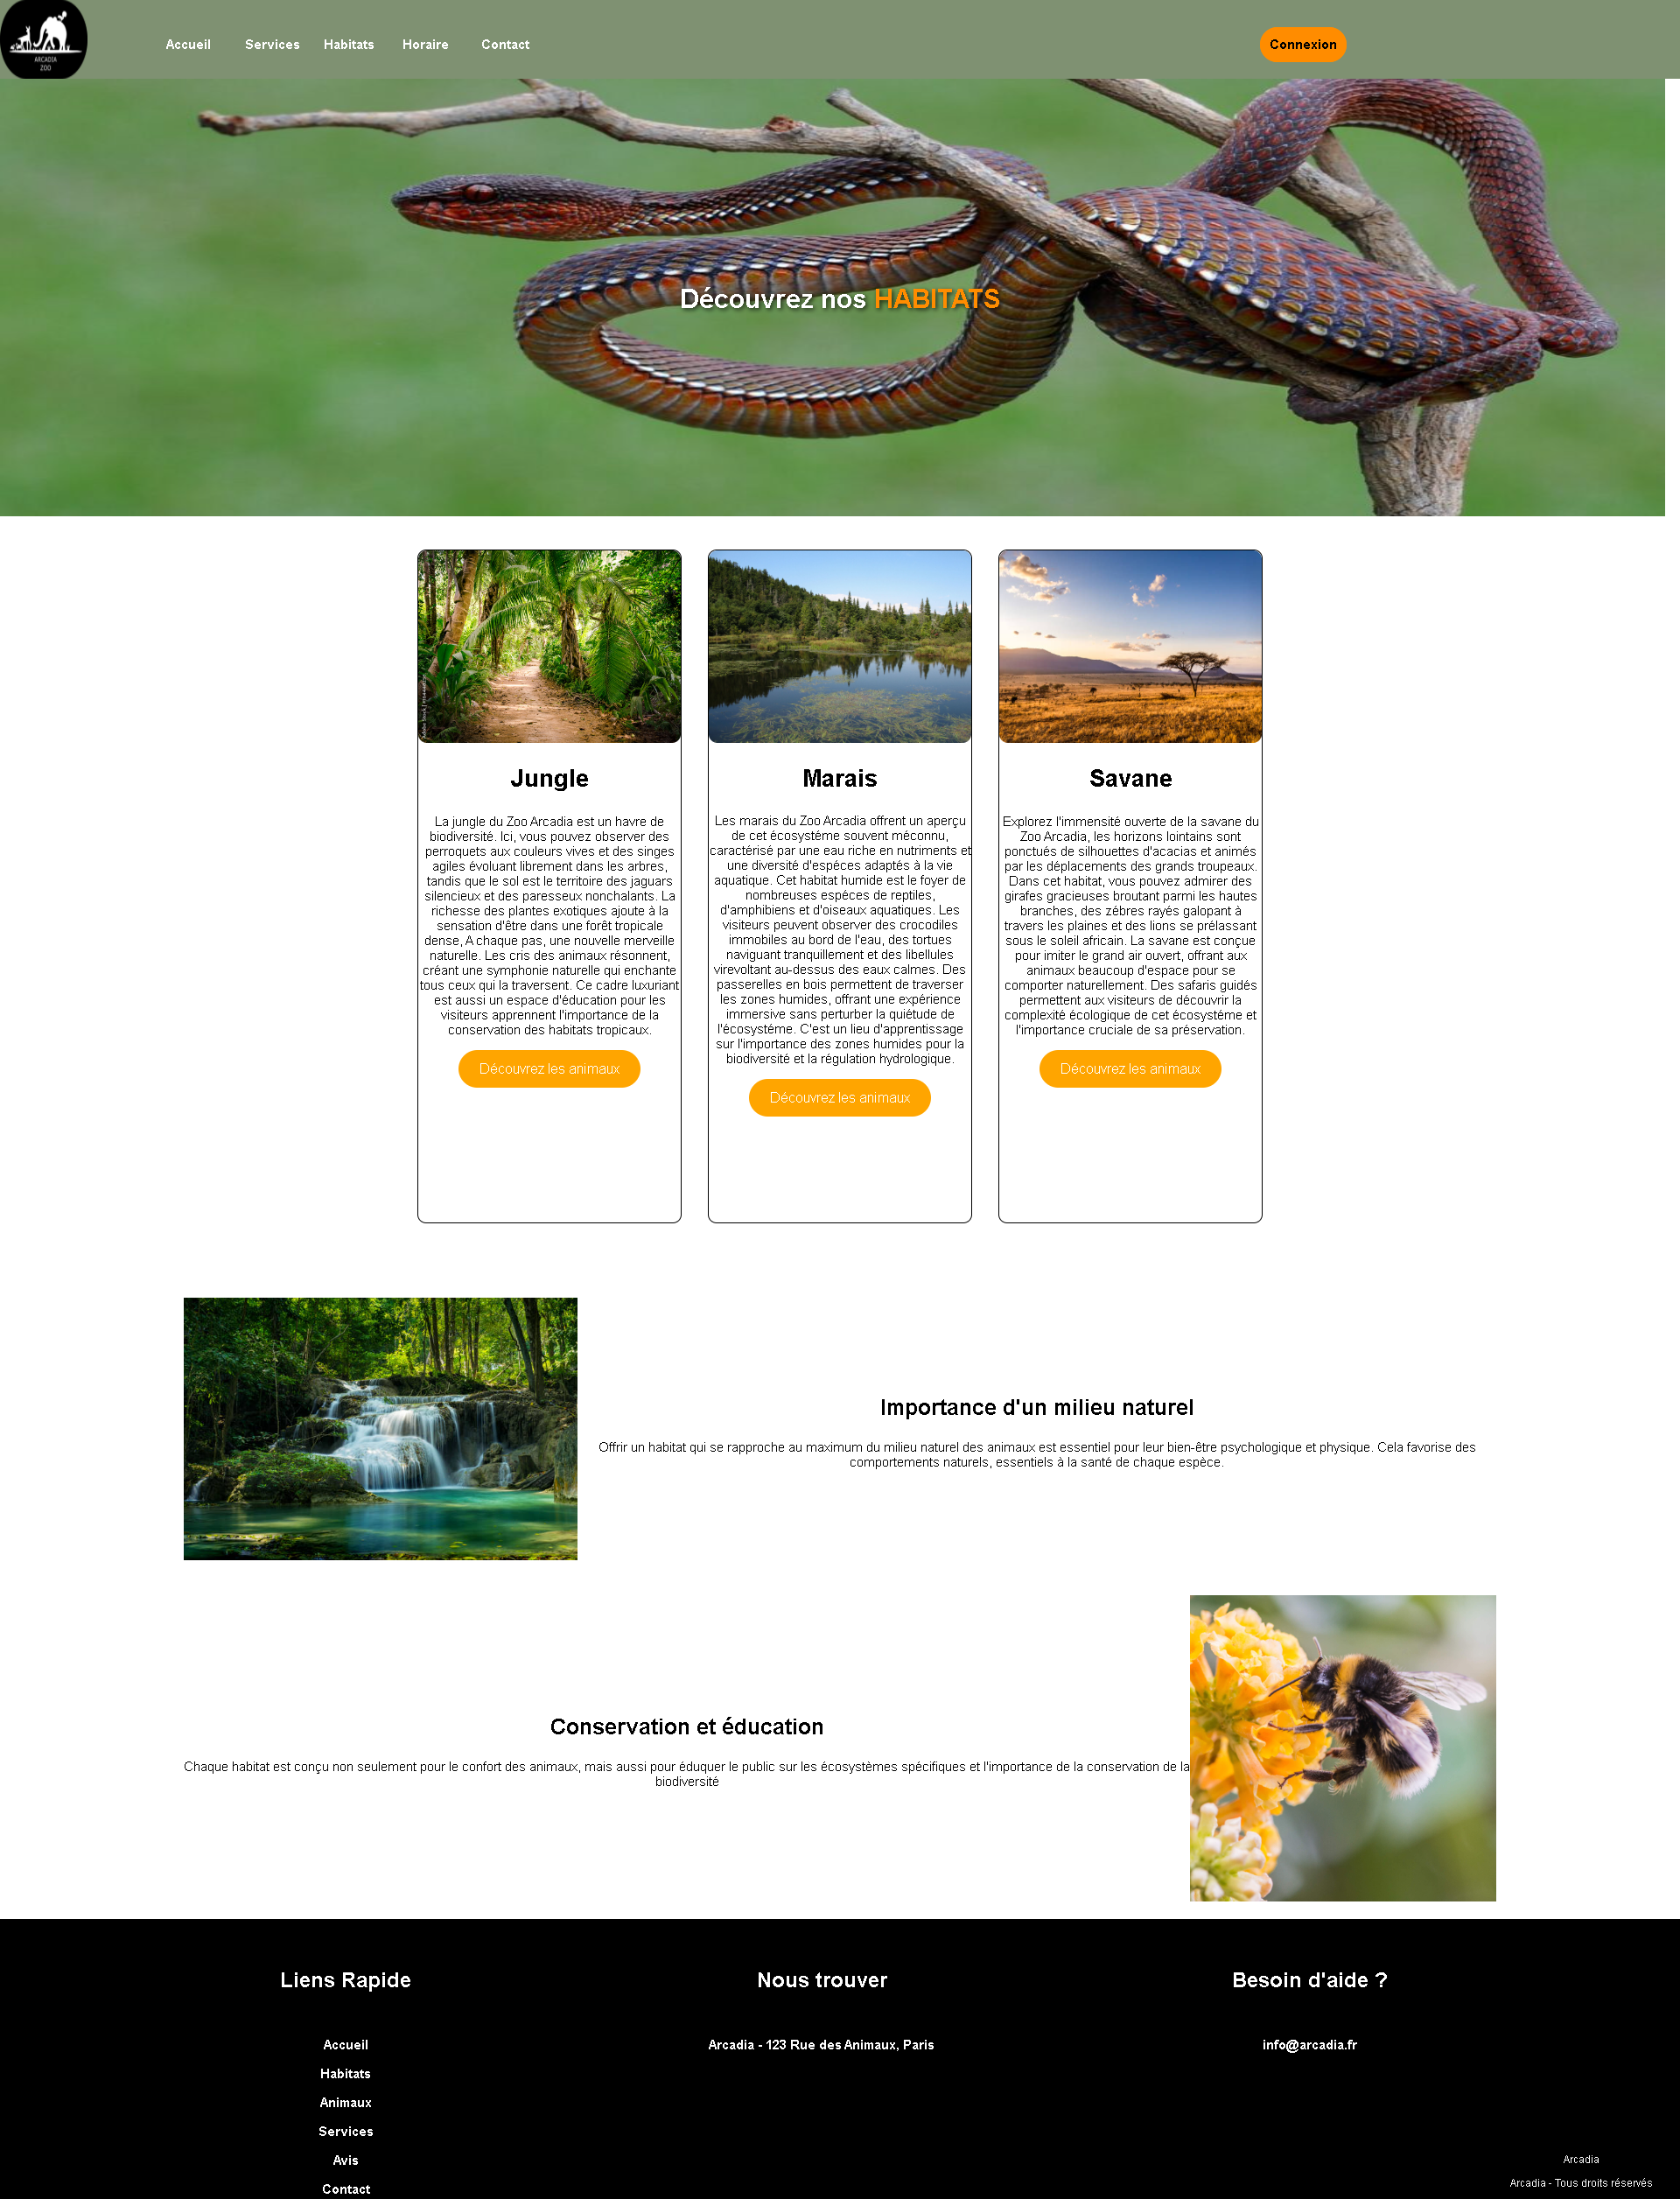 ARCADIA
ZOO
Accueil
Services
Habitats
Horaire
Contact
Connexion
Découvrez nos HABITATS
Jungle
La jungle du Zoo Arcadia est un havre de
biodiversité. Ici, vous pouvez observer des
perroquets aux couleurs vives et des singes
agiles évoluant librement dans les arbres,
tandis que le sol est le territoire des jaguars
silencieux et des paresseux nonchalants. La
richesse des plantes exotiques ajoute à la
sensation d'être dans une forêt tropicale
dense, A chaque pas, une nouvelle merveille
naturelle. Les cris des animaux résonnent,
créant une symphonie naturelle qui enchante
tous ceux qui la traversent. Ce cadre luxuriant
est aussi un espace d'éducation pour les
visiteurs apprennent l'importance de la
conservation des habitats tropicaux.
Découvrez les animaux
Marais
Les marais du Zoo Arcadia offrent un aperçu
de cet écosystéme souvent méconnu,
caractérisé par une eau riche en nutriments et
une diversité d'espéces adaptés à la vie
aquatique. Cet habitat humide est le foyer de
nombreuses espéces de reptiles,
d'amphibiens et d'oiseaux aquatiques. Les
visiteurs peuvent observer des crocodiles
immobiles au bord de l'eau, des tortues
naviguant tranquillement et des libellules
virevoltant au-dessus des eaux calmes. Des
passerelles en bois permettent de traverser
les zones humides, offrant une expérience
immersive sans perturber la quiétude de
l'écosystéme. C'est un lieu d'apprentissage
sur l'importance des zones humides pour la
biodiversité et la régulation hydrologique.
Découvrez les animaux
Savane
Explorez l'immensité ouverte de la savane du
Zoo Arcadia, les horizons lointains sont
ponctués de silhouettes d'acacias et animés
par les déplacements des grands troupeaux.
Dans cet habitat, vous pouvez admirer des
girafes gracieuses broutant parmi les hautes
branches, des zébres rayés galopant à
travers les plaines et des lions se prélassant
sous le soleil africain. La savane est conçue
pour imiter le grand air ouvert, offrant aux
animaux beaucoup d'espace pour se
comporter naturellement. Des safaris guidés
permettent aux visiteurs de découvrir la
complexité écologique de cet écosystéme et
l'importance cruciale de sa préservation.
Découvrez les animaux
Importance d'un milieu naturel
Offrir un habitat qui se rapproche au maximum du milieu naturel des animaux est essentiel pour leur bien-être psychologique et physique. Cela favorise des
comportements naturels, essentiels à la santé de chaque espèce.
Conservation et éducation
Chaque habitat est conçu non seulement pour le confort des animaux, mais aussi pour éduquer le public sur les écosystèmes spécifiques et l'importance de la conservation de la
biodiversité
Liens Rapide
Accueil
Habitats
Animaux
Services
Avis
Contact
Nous trouver
Arcadia - 123 Rue des Animaux, Paris
Besoin d'aide ?
info@arcadia.fr
Arcadia
Arcadia - Tous droits réservés